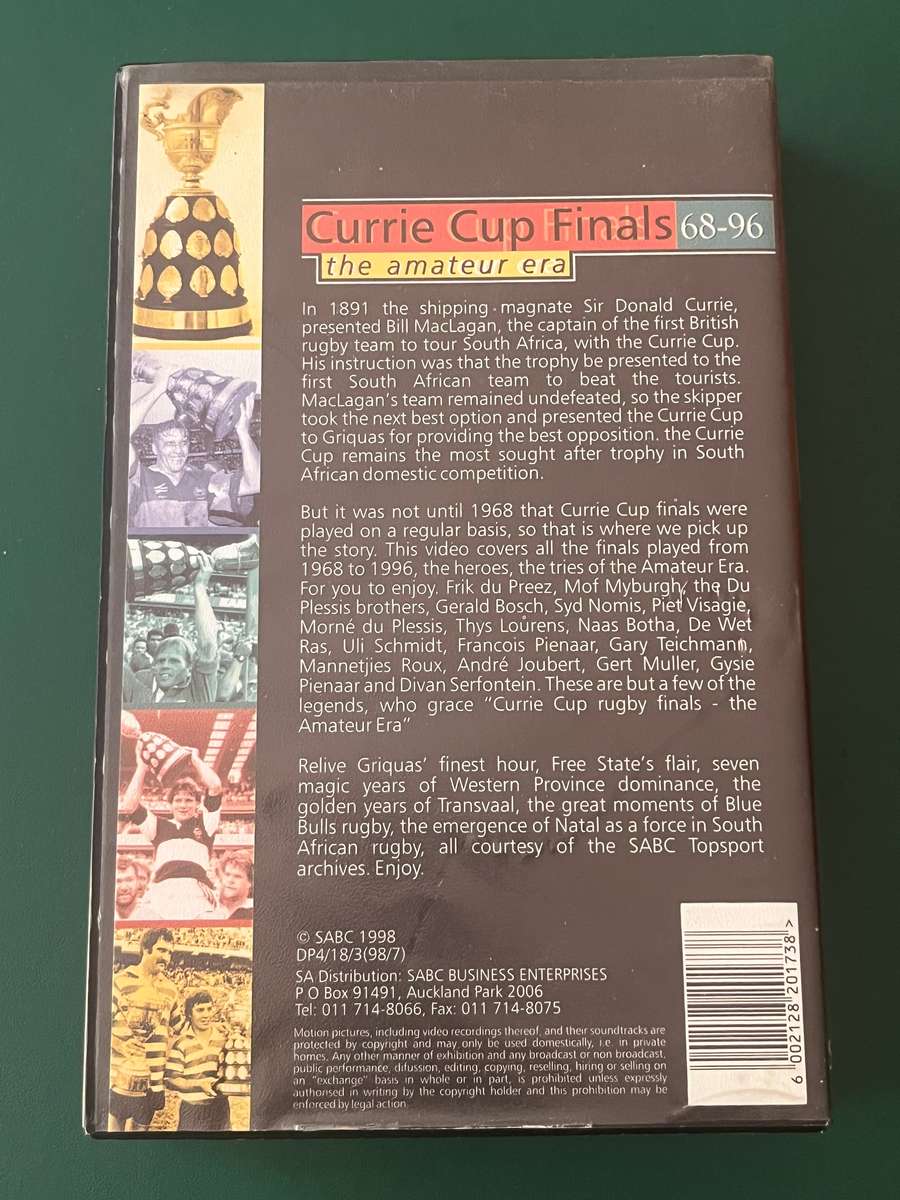 Currie Cup Finals 68-96
the amateur era
In 1891 the shipping magnate Sir Donald Currie,
presented Bill MacLagan, the captain of the first British
rugby team to tour South Africa, with the Currie Cup.
His instruction was that the trophy be presented to the
first South African team to beat the tourists.
MacLagan's team remained undefeated, so the skipper
took the next best option and presented the Currie Cup
to Griquas for providing the best opposition. the Currie
Cup remains the most sought after trophy in South
African domestic competition.
But it was not until 1968 that Currie Cup finals were
played on a regular basis, so that is where we pick up
the story. This video covers all the finals played from
1968 to 1996, the heroes, the tries of the Amateur Era.
For you to enjoy. Frik du Preez, Mof Myburgh, the Du
Plessis brothers, Gerald Bosch, Syd Nomis, Piet Visagie,
Morné du Plessis, Thys Lourens, Naas Botha, De Wet
Ras, Uli Schmidt, Francois Pienaar, Gary Teichmann,
Mannetjies Roux, André Joubert, Gert Muller, Gysie
Pienaar and Divan Serfontein. These are but a few of the
legends, who grace "Currie Cup rugby finals - the
Amateur Era"
Relive Griquas' finest hour, Free State's flair, seven
magic years of Western Province dominance, the
golden years of Transvaal, the great moments of Blue
Bulls rugby, the emergence of Natal as a force in South
African rugby, all courtesy of the SABC Topsport
archives. Enjoy.
© SABC 1998
DP4/18/3(98/7)
SA Distribution: SABC BUSINESS ENTERPRISES
P O Box 91491, Auckland Park 2006
Tel: 011 714-8066, Fax: 011 714-8075
Motion pictures, including video recordings thereof, and their soundtracks are
protected by copyright and may only be used domestically, i.e. in private
homes. Any other manner of exhibition and any broadcast or non broadcast,
public performance, difussion, editing, copying, reselling, hiring or selling on
an "exchange" basis in whole or in part, is prohibited unless expressly
authorised in writing by the copyright holder and this prohibition may be
enforced by legal action.
6 002128 201738 >